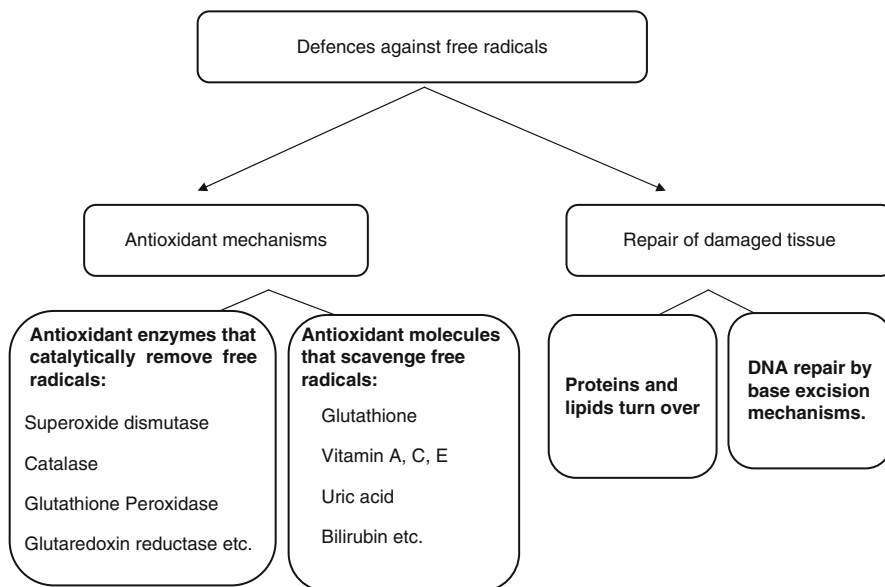 Defences against free radicals
Antioxidant mechanisms
Repair of damaged tissue
Antioxidant enzymes that
catalytically remove free
radicals:
Superoxide dismutase
Catalase
Glutathione Peroxidase
Glutaredoxin reductase etc.
Antioxidant molecules
that scavenge free
radicals:
Glutathione
Vitamin A, C, E
Uric acid
Bilirubin etc.
Proteins and
lipids turn over
DNA repair by
base excision
mechanisms.